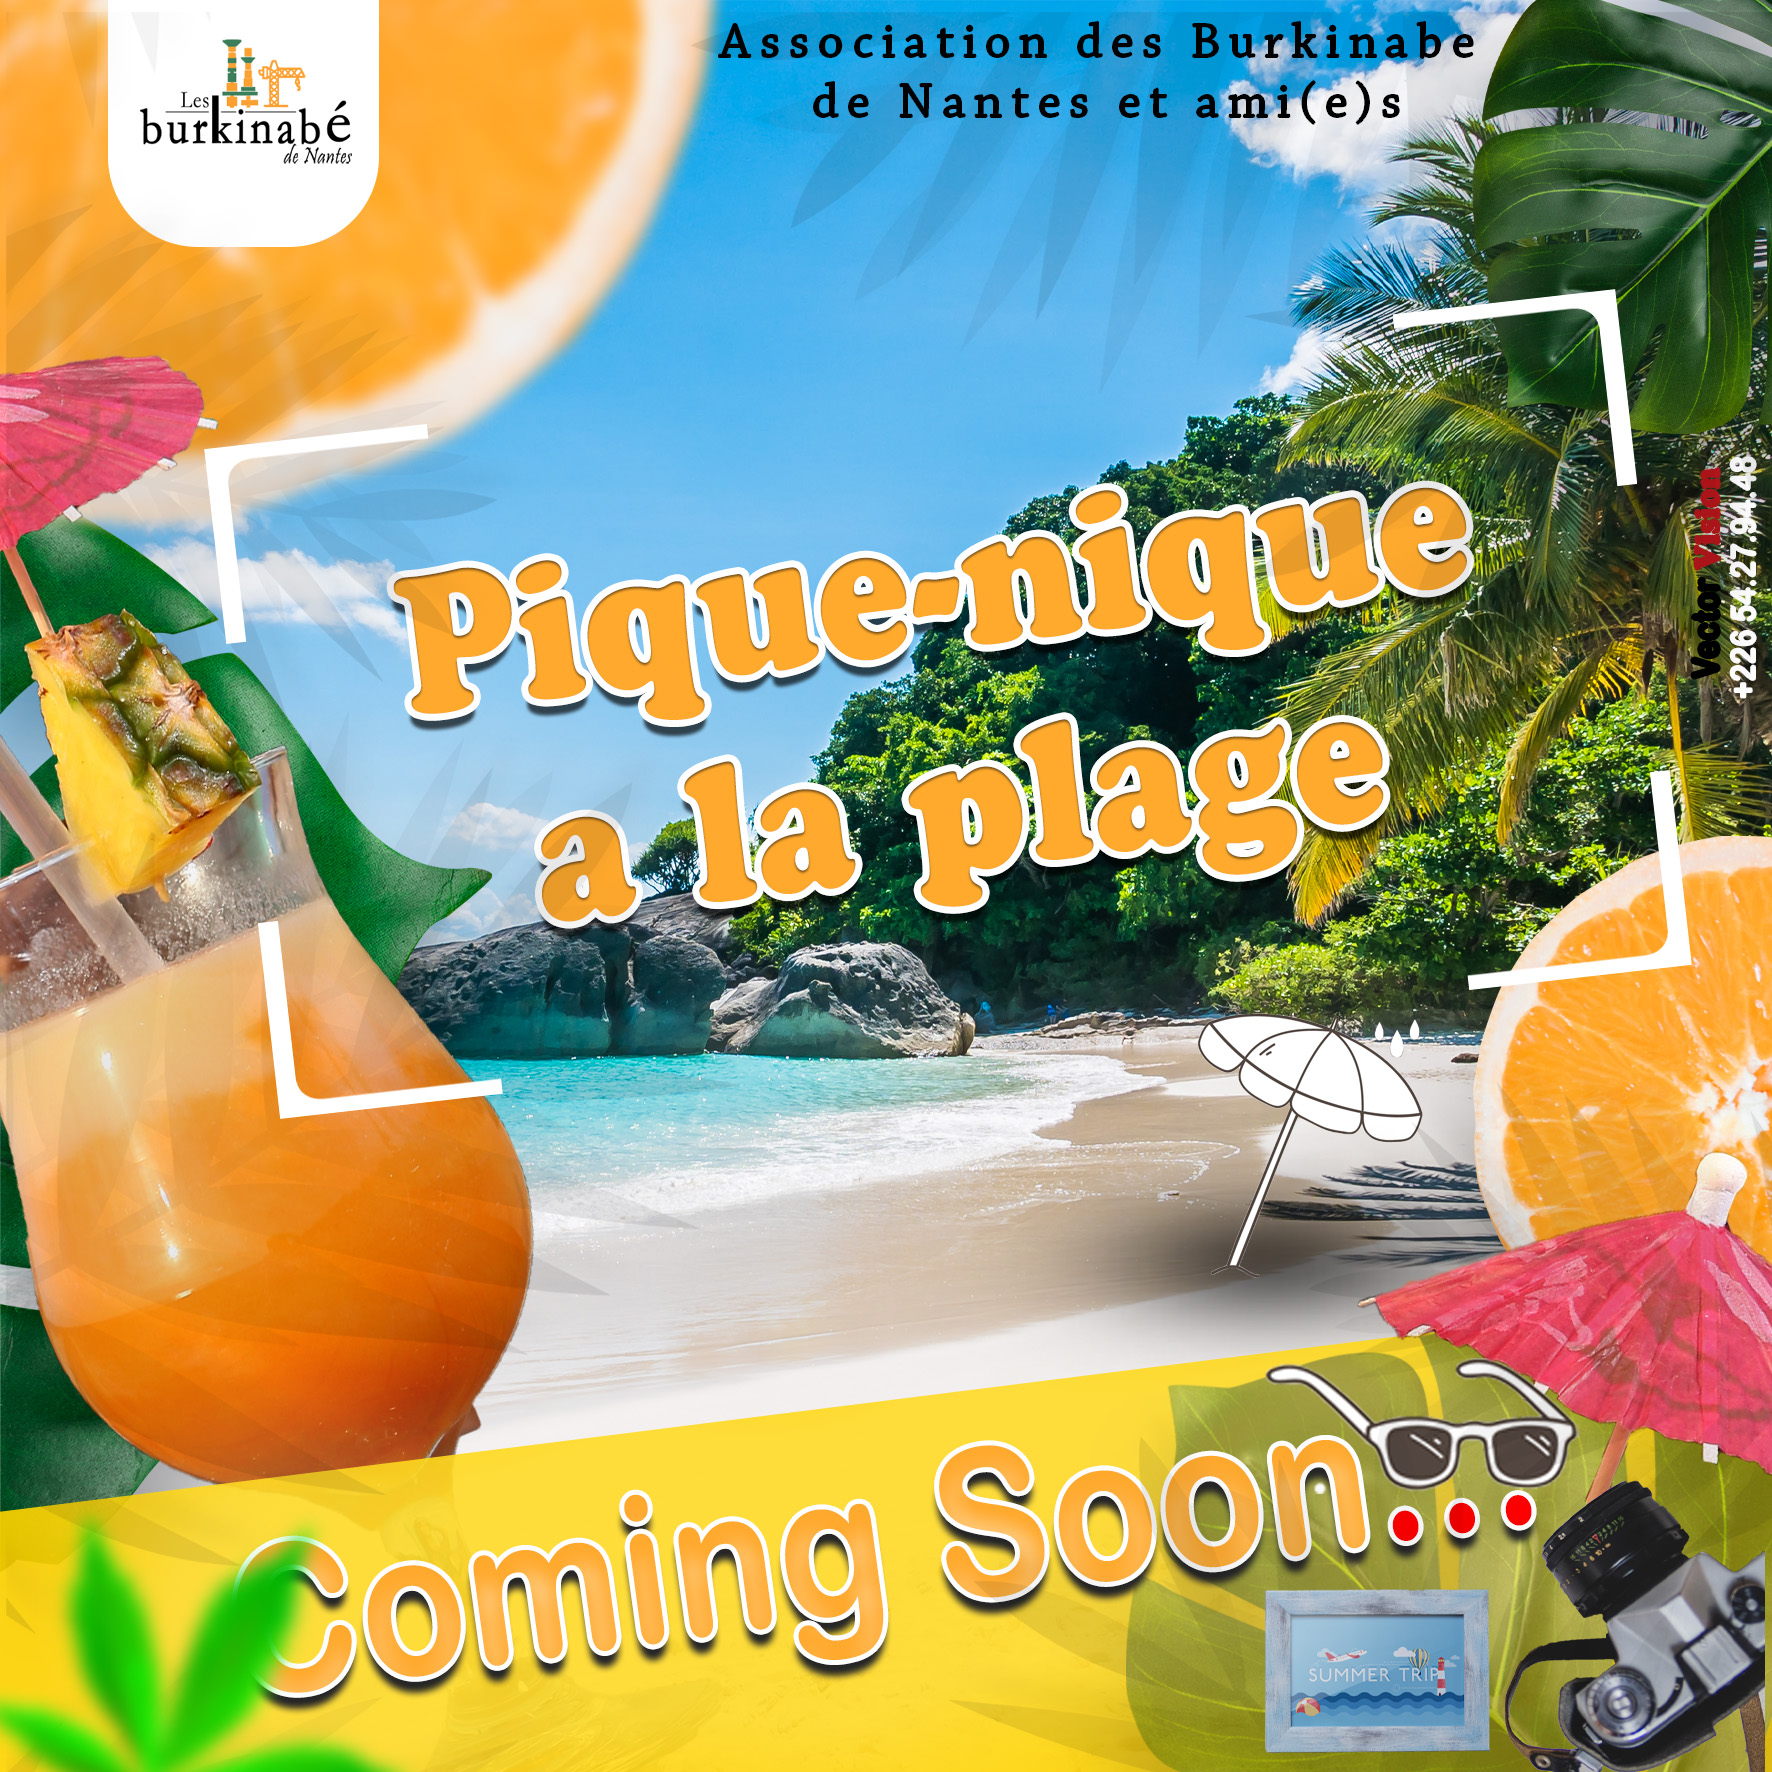 Les
burkinabé
de Nantes
Association des Burkinabe
de Nantes et ami(e)s
Pique-nique
a la plage
Vector Vision
+226 54.27.94.48
Coming Soon...
SUMMER TRIP